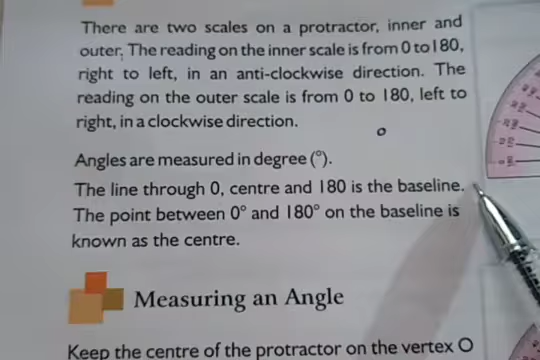 There are two scales on a protractor, inner and
outer. The reading on the inner scale is from 0 to 180,
right to left, in an anti-clockwise direction. The
reading on the outer scale is from 0 to 180, left to
right, in a clockwise direction.
Angles are measured in degree (°).
The line through 0, centre and 180 is the baseline.
The point between 0° and 180° on the baseline is
known as the centre.
Measuring an Angle
Keep the centre of the protractor on the vertex O